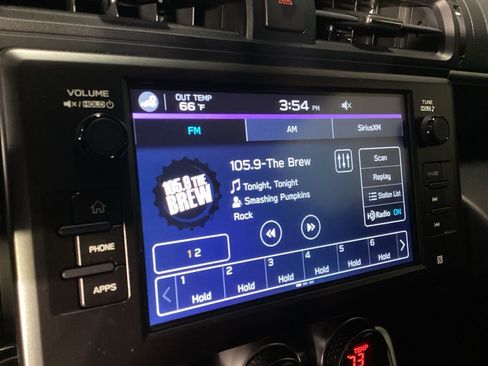 VOLUME
/ HOLD
OUT TEMP
66 °F
3:54 PM
TUNE
FM
AM
SiriusXM
105.9-The Brew
Tonight, Tonight
Smashing Pumpkins
Rock
105.9 THE
BREW
Scan
Replay
Station List
HD Radio ON
1 2
1 Hold
2 Hold
3 Hold
4 Hold
5 Hold
6 Hold
PHONE
APPS
TEMP
73